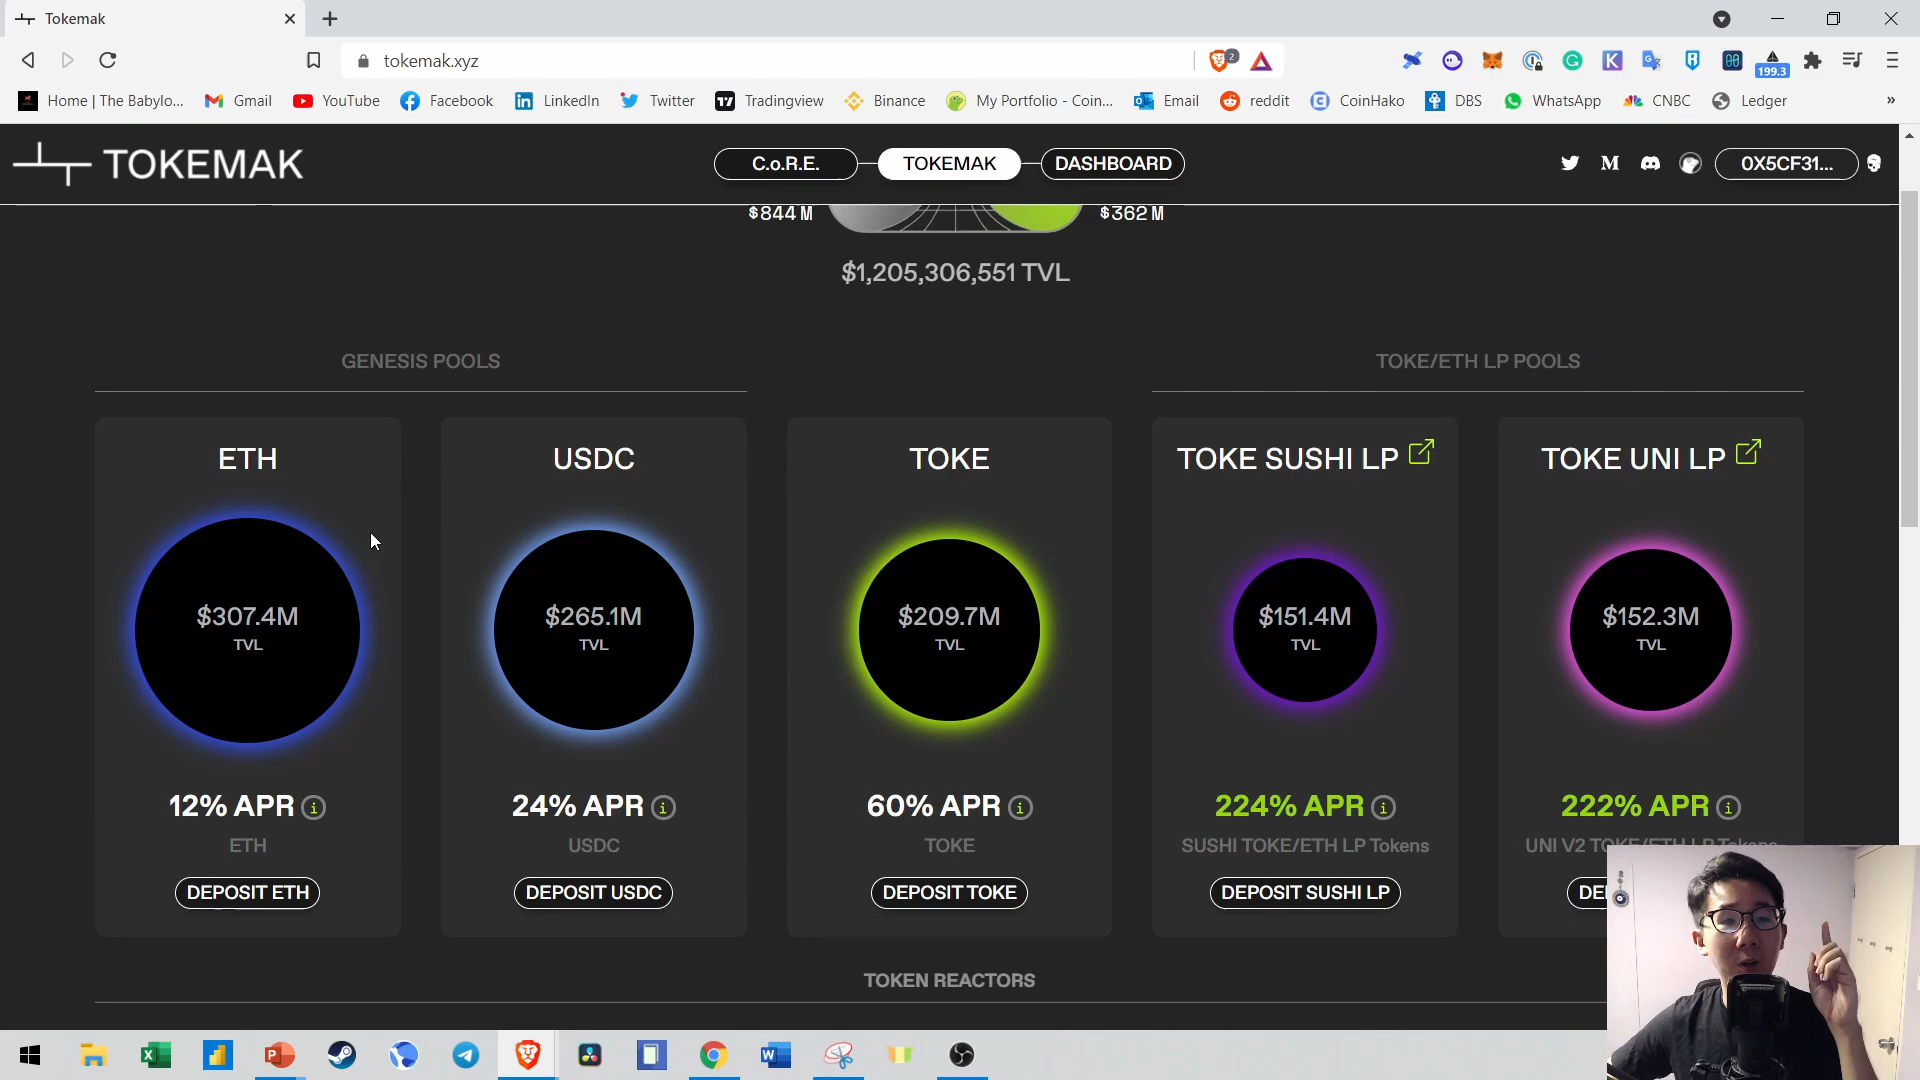 Tokemak
tokemak.xyz
2
199.3
Home | The Babylo...
Gmail
YouTube
Facebook
LinkedIn
Twitter
Tradingview
Binance
My Portfolio - Coin...
Email
reddit
CoinHako
DBS
WhatsApp
CNBC
Ledger
»
TOKEMAK
C.o.R.E.
TOKEMAK
DASHBOARD
0X5CF31...
$844 M
$362 M
$1,205,306,551 TVL
GENESIS POOLS
TOKE/ETH LP POOLS
ETH
$307.4M
TVL
12% APR
ETH
DEPOSIT ETH
USDC
$265.1M
TVL
24% APR
USDC
DEPOSIT USDC
TOKE
$209.7M
TVL
60% APR
TOKE
DEPOSIT TOKE
TOKE SUSHI LP
$151.4M
TVL
224% APR
SUSHI TOKE/ETH LP Tokens
DEPOSIT SUSHI LP
TOKE UNI LP
$152.3M
TVL
222% APR
UNI V2 TOKE/ETH LP Tokens
TOKEN REACTORS